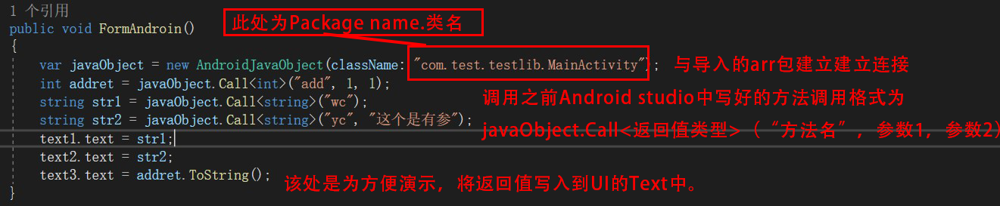 1 个引用
public void FormAndroin()
此处为Package name.类名
{
var javaObject = new AndroidJavaObject(className: "com.test.testlib.MainActivity"); 与导入的arr包建立建立连接
int addret = javaObject.Call<int>("add", 1, 1);
调用之前Android studio中写好的方法调用格式为
string str1 = javaObject.Call<string>("wc");
string str2 = javaObject.Call<string>("yc", "这个是有参");
javaObject.Call<返回值类型>（“方法名”，参数1，参数2）
text1.text = str1;
text2.text = str2;
text3.text = addret.ToString();
该处是为方便演示，将返回值写入到UI的Text中。
}